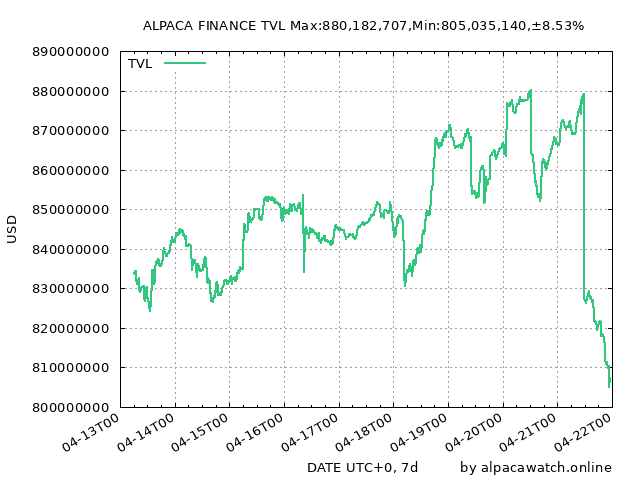 ALPACA FINANCE TVL Max:880,182,707,Min:805,035,140,±8.53%
890000000
TVL
880000000
870000000
860000000
850000000
USD
840000000
830000000
820000000
810000000
800000000
04-13T00 04-14T00 04-15T00 04-16T00 04-17T00 04-18T00 04-19T00 04-20T00 04-21T00 04-22T00
DATE UTC+0, 7d by alpacawatch.online